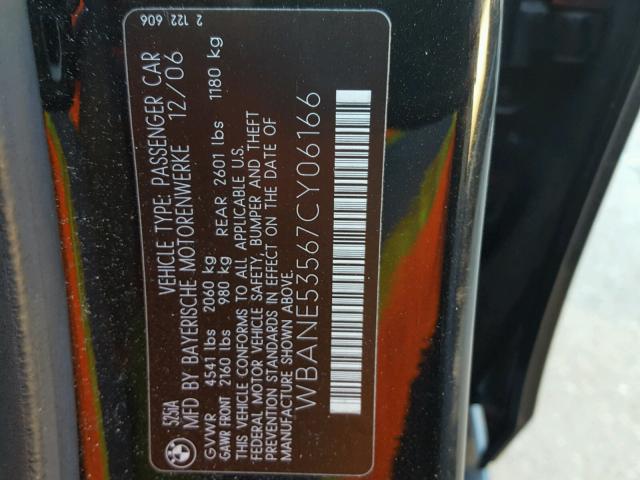 525iA
VEHICLE TYPE: PASSENGER CAR
MFD BY BAYERISCHE MOTORENWERKE 12/06
GVWR 4541 lbs 2060 kg
GAWR FRONT 2160 lbs 980 kg REAR 2601 lbs 1180 kg
THIS VEHICLE CONFORMS TO ALL APPLICABLE U.S.
FEDERAL MOTOR VEHICLE SAFETY, BUMPER AND THEFT
PREVENTION STANDARDS IN EFFECT ON THE DATE OF
MANUFACTURE SHOWN ABOVE.
WBANE53567CY06166
2 122 606